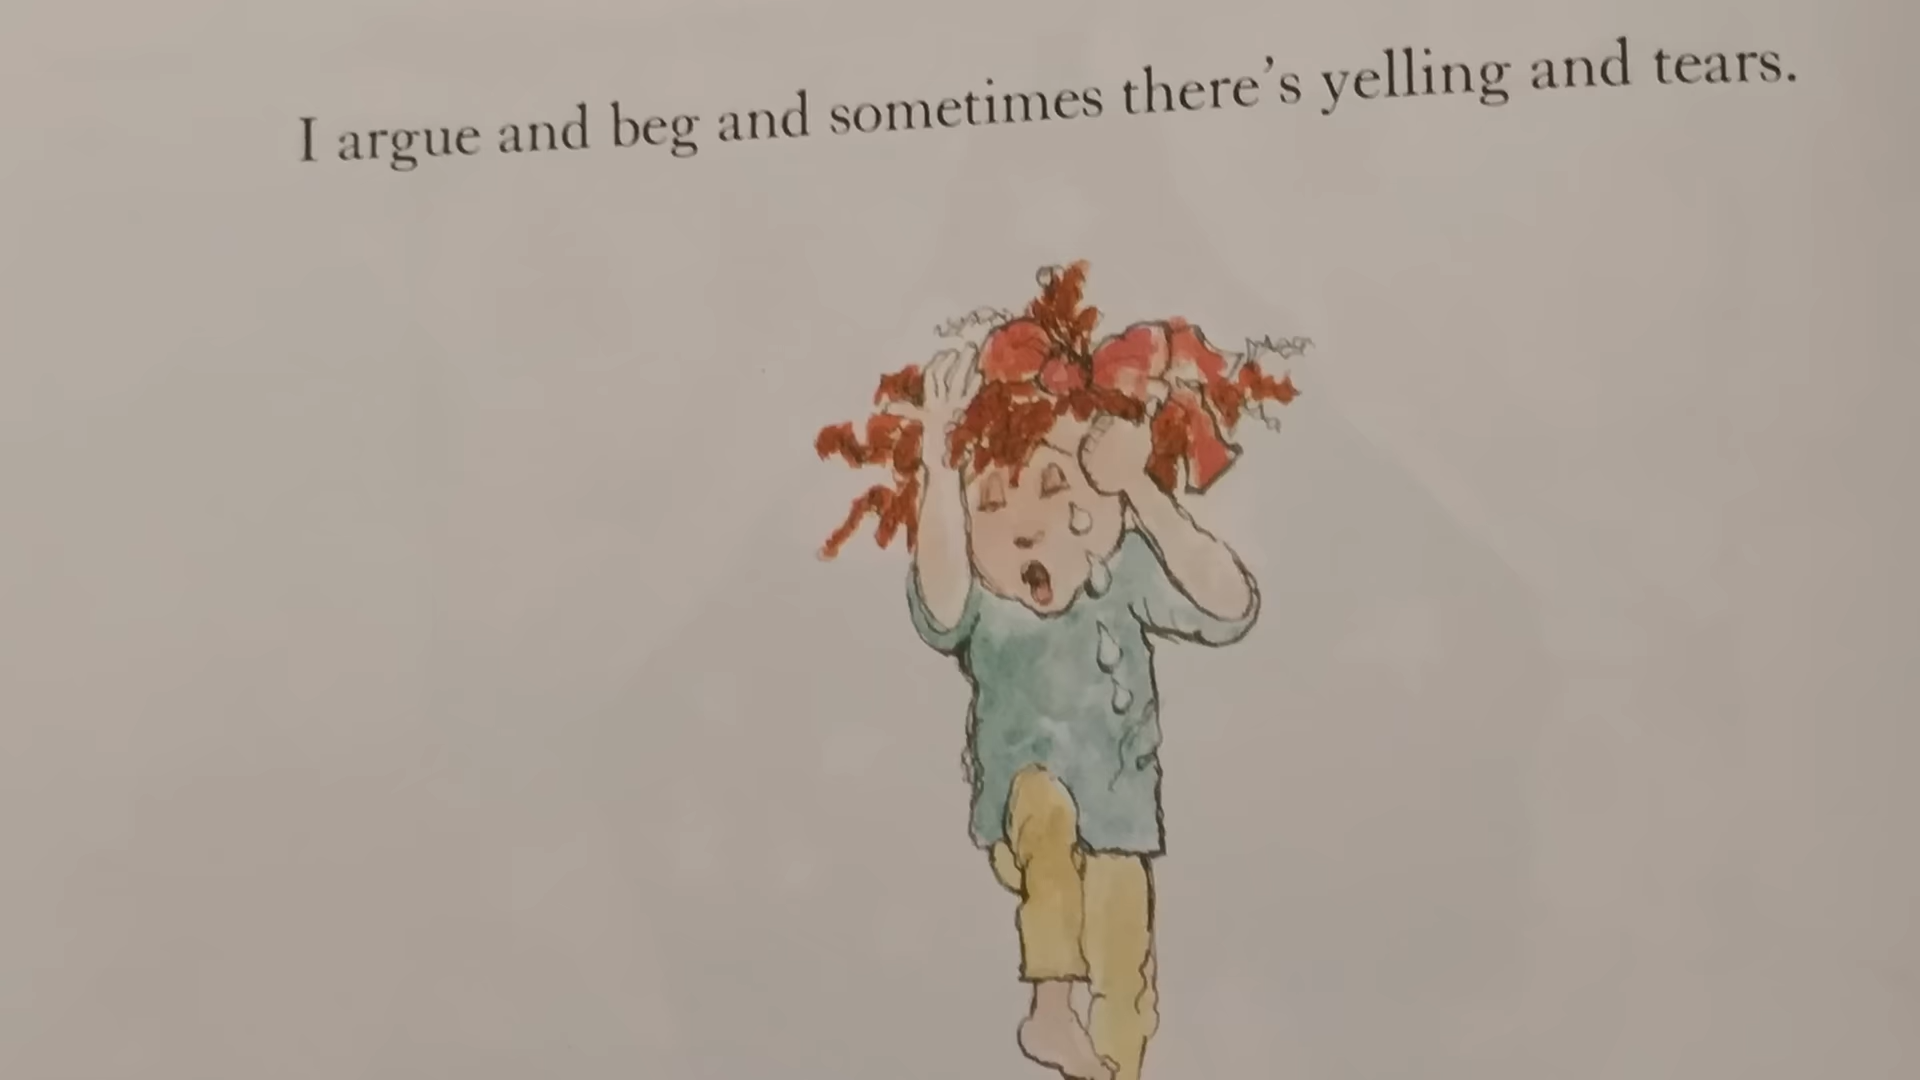 I argue and beg and sometimes there's yelling and tears.